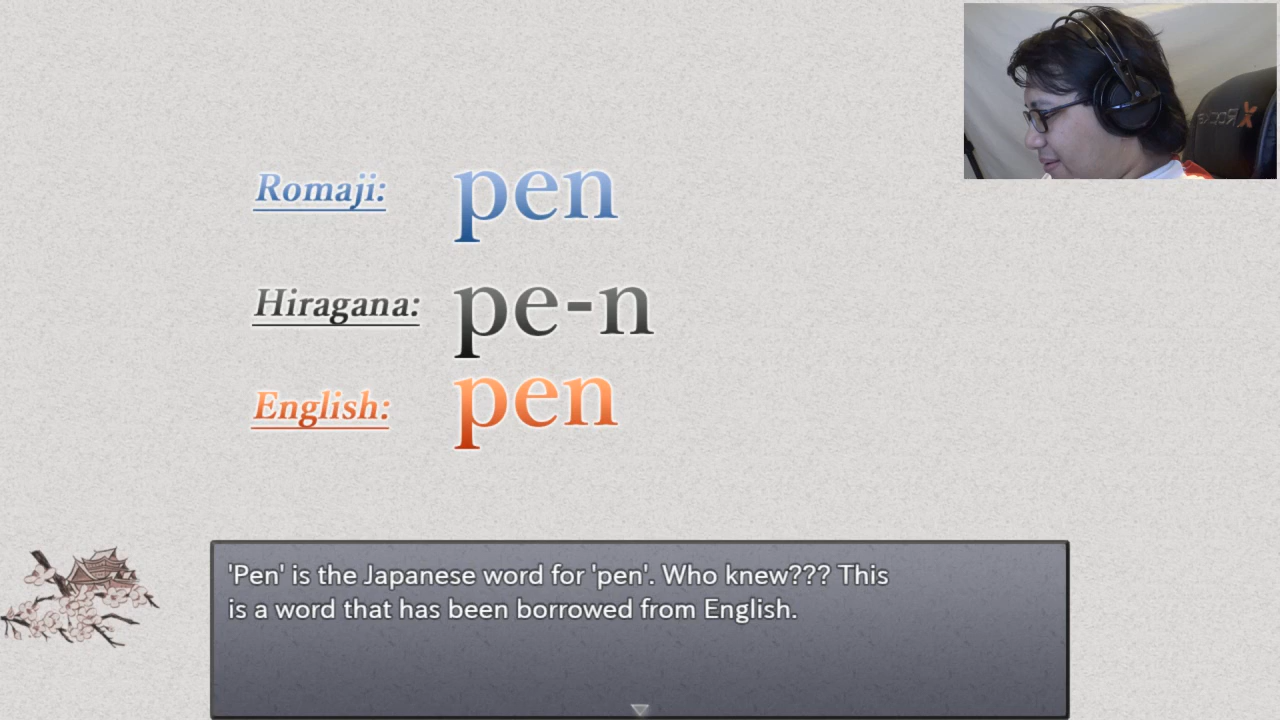 Romaji: pen
Hiragana: pe-n
English: pen
'Pen' is the Japanese word for 'pen'. Who knew??? This
is a word that has been borrowed from English.